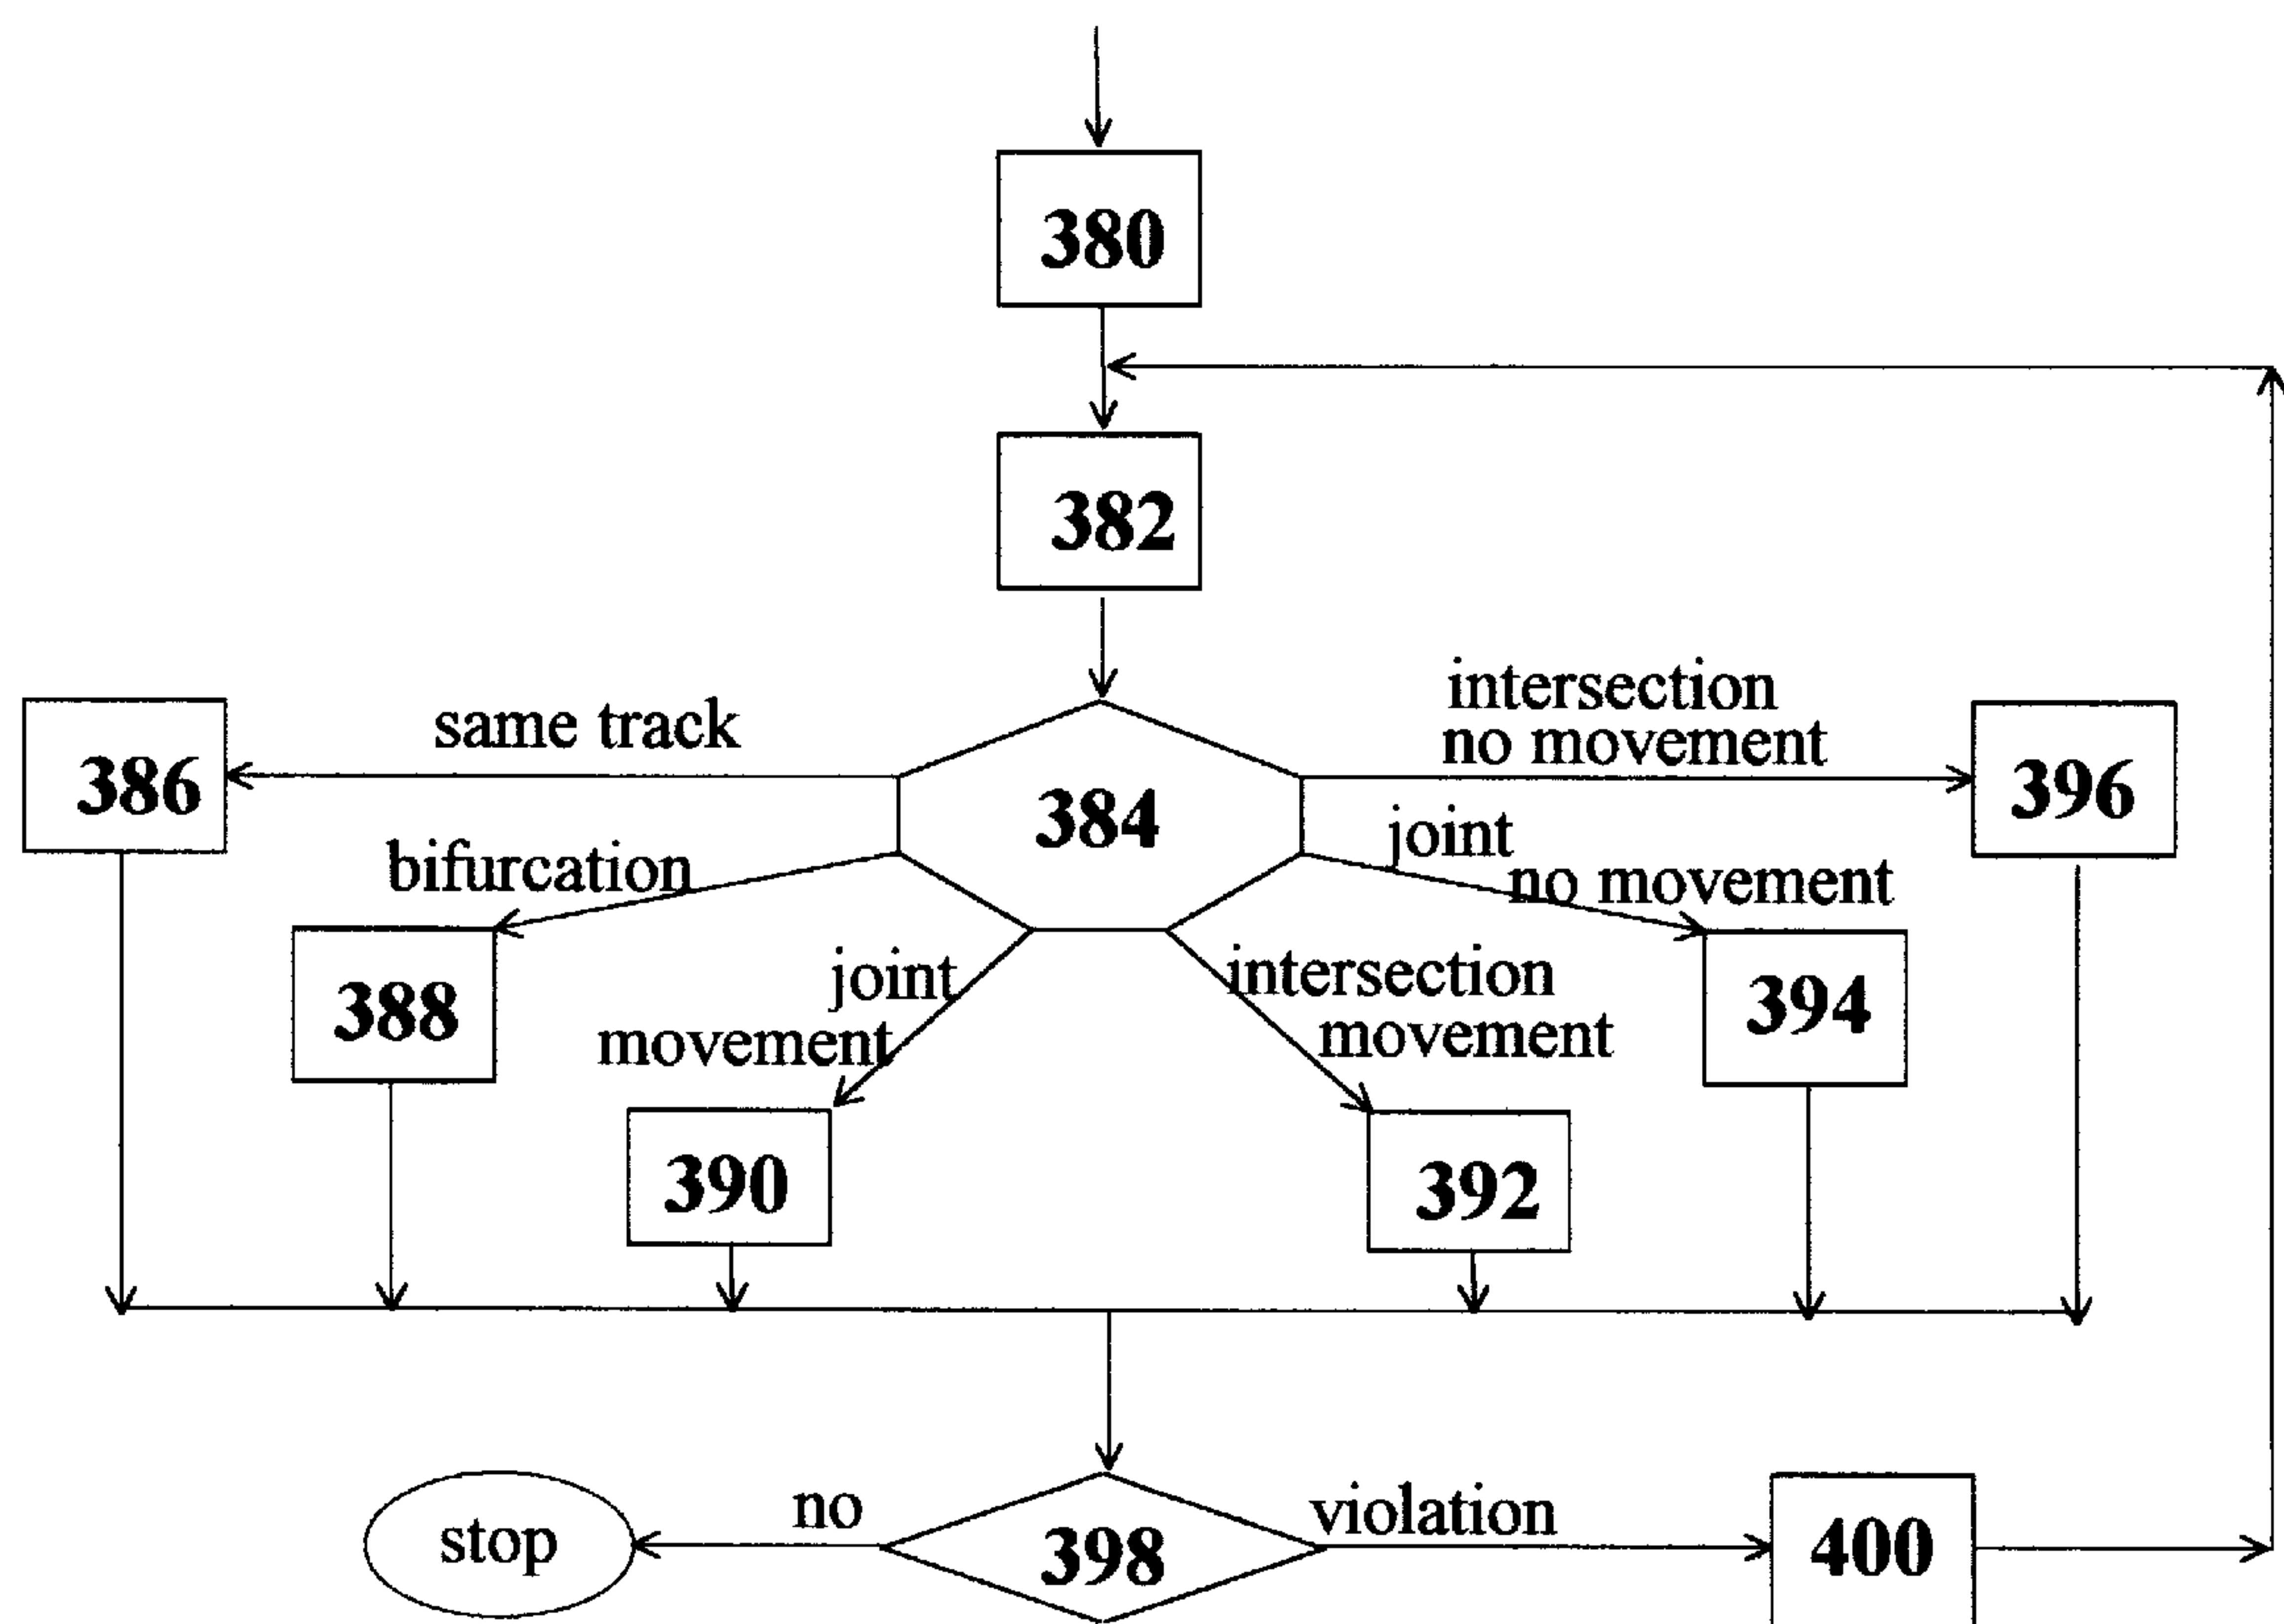 380
382
intersection
no movement
same track
386
384
396
joint
no movement
bifurcation
388
joint
movement
intersection
movement
394
390
392
no
violation
stop
398
400